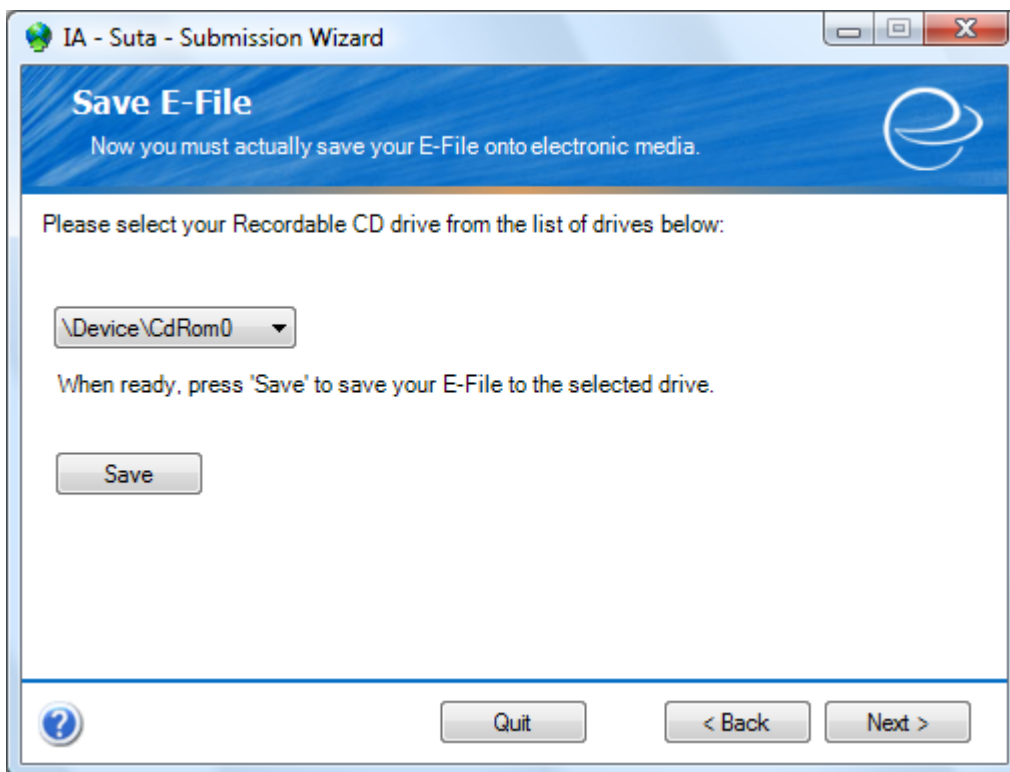 IA - Suta - Submission Wizard
Save E-File
Now you must actually save your E-File onto electronic media.
Please select your Recordable CD drive from the list of drives below:
\Device\CdRom0
When ready, press 'Save' to save your E-File to the selected drive.
Save
?
Quit
< Back
Next >